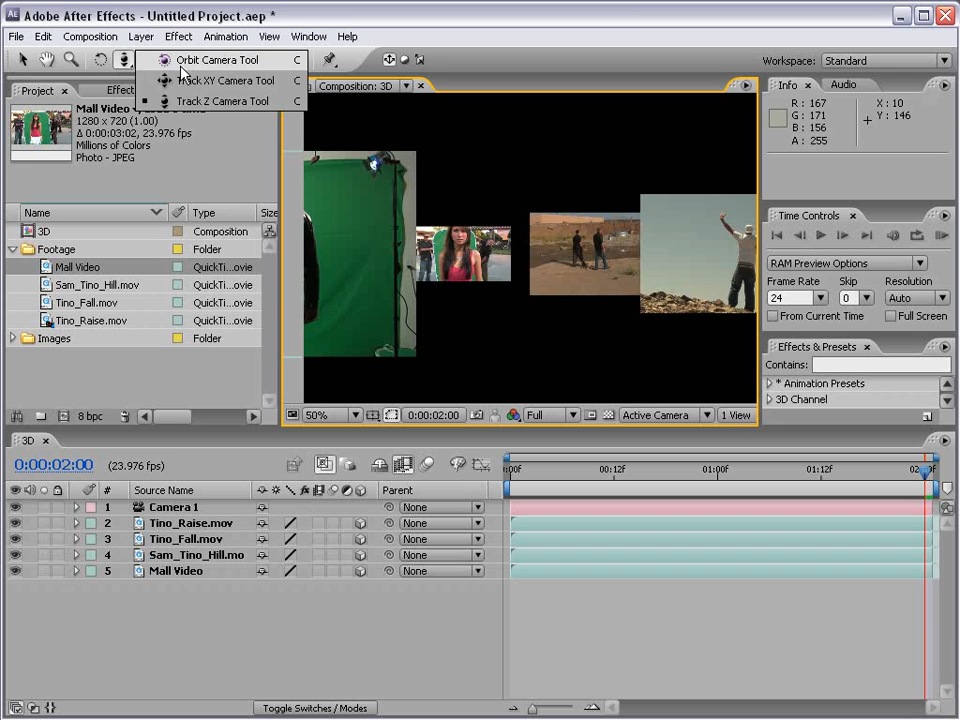 Adobe After Effects - Untitled Project.aep *
File Edit Composition Layer Effect Animation View Window Help
Workspace: Standard
Orbit Camera Tool C
Track XY Camera Tool C
Track Z Camera Tool C
Project × Effect
Mall Video
1280 x 720 (1.00)
Δ 0:00:03:02, 23.976 fps
Millions of Colors
Photo - JPEG
Name Type Size
3D Composition
Footage Folder
Mall Video QuickTi...ovie
Sam_Tino_Hill.mov QuickTi...ovie
Tino_Fall.mov QuickTi...ovie
Tino_Raise.mov QuickTi...ovie
Images Folder
8 bpc
Composition: 3D
50% 0:00:02:00 Full Active Camera 1 View
Info × Audio
R : 167 X : 10
G : 171 Y : 146
B : 156
A : 255
Time Controls ×
RAM Preview Options
Frame Rate Skip Resolution
24 0 Auto
From Current Time Full Screen
Effects & Presets ×
Contains:
* Animation Presets
3D Channel
3D ×
0:00:02:00 (23.976 fps)
:00f 00:12f 01:00f 01:12f
# Source Name Parent
1 Camera 1 None
2 Tino_Raise.mov None
3 Tino_Fall.mov None
4 Sam_Tino_Hill.mo None
5 Mall Video None
Toggle Switches / Modes